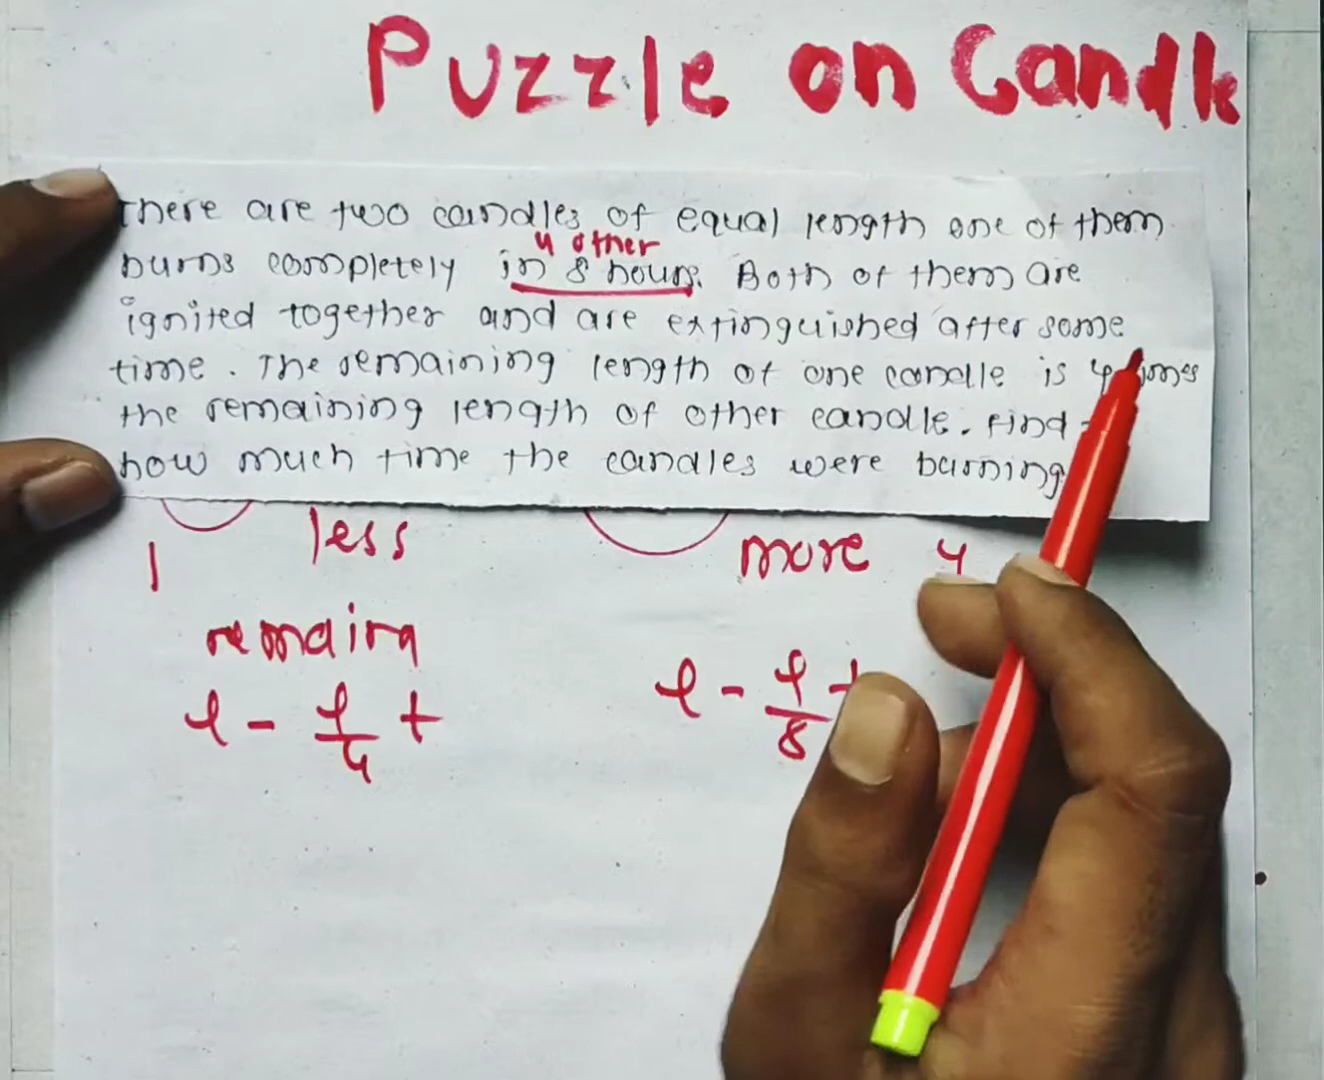 Puzzle on Candle
There are two candles of equal length one of them
4 other
burns completely in 8 hours. Both of them are
ignited together and are extinguished after some
time. The remaining length of one candle is 4 times
the remaining length of other candle. Find
how much time the candles were burning
1 less more 4
remaing
l - l/4 t l - l/8 t